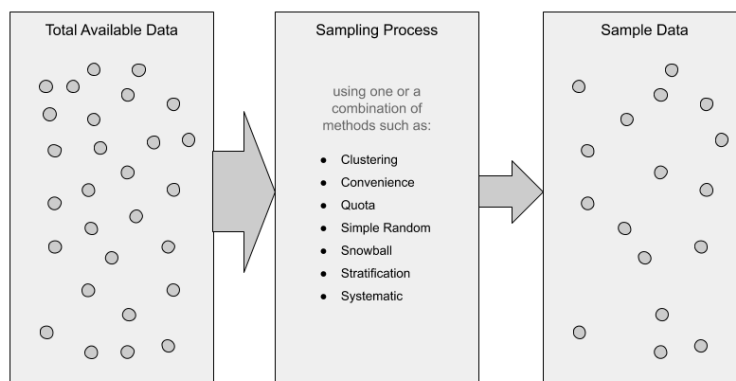 Total Available Data
Sampling Process
using one or a
combination of
methods such as:
● Clustering
● Convenience
● Quota
● Simple Random
● Snowball
● Stratification
● Systematic
Sample Data